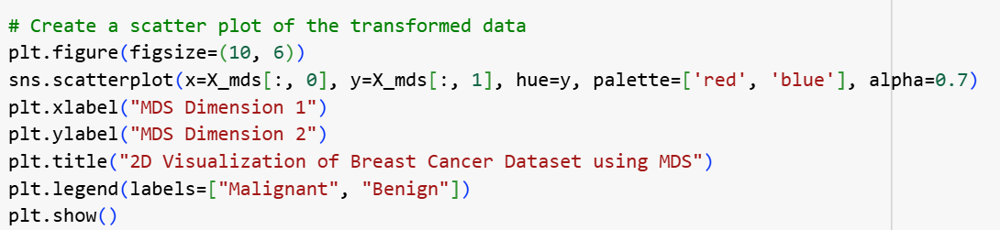 # Create a scatter plot of the transformed data
plt.figure(figsize=(10, 6))
sns.scatterplot(x=X_mds[:, 0], y=X_mds[:, 1], hue=y, palette=['red', 'blue'], alpha=0.7)
plt.xlabel("MDS Dimension 1")
plt.ylabel("MDS Dimension 2")
plt.title("2D Visualization of Breast Cancer Dataset using MDS")
plt.legend(labels=["Malignant", "Benign"])
plt.show()